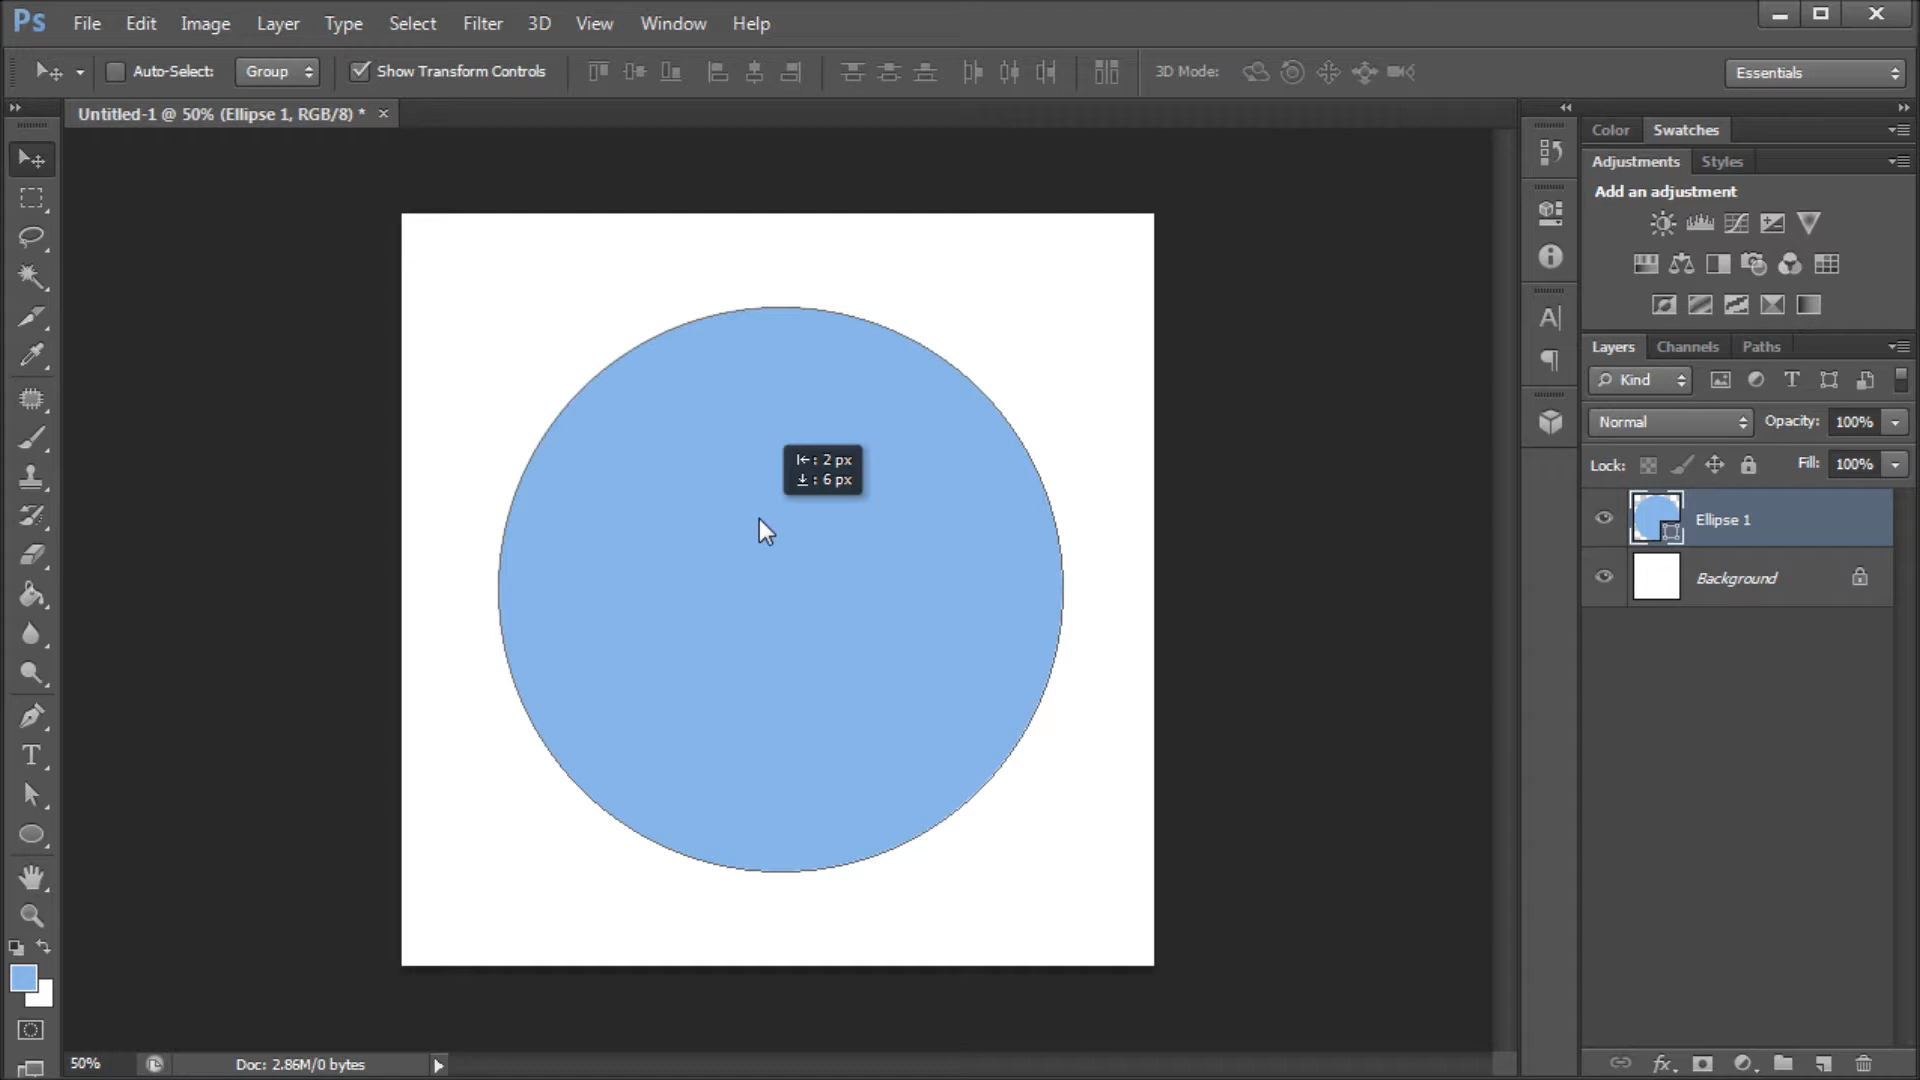 Ps File Edit Image Layer Type Select Filter 3D View Window Help
Auto-Select: Group Show Transform Controls 3D Mode: Essentials
Untitled-1 @ 50% (Ellipse 1, RGB/8) * ×
Color Swatches
Adjustments Styles
Add an adjustment
Layers Channels Paths
Kind
Normal Opacity: 100%
Lock: Fill: 100%
: 2 px
: 6 px
Ellipse 1
Background
50% Doc: 2.86M/0 bytes
fx